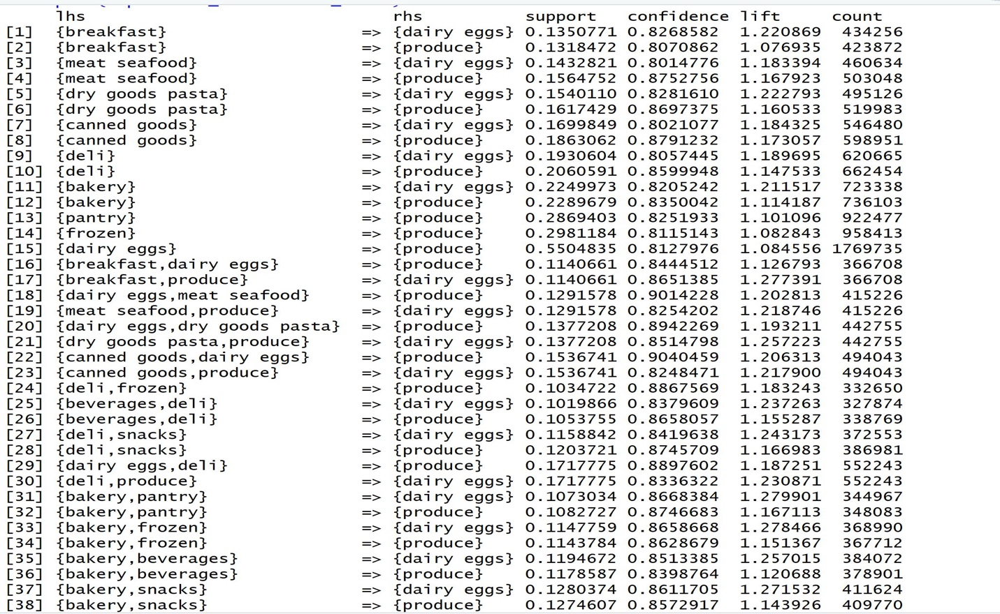 lhs rhs support confidence lift count
[1] {breakfast} => {dairy eggs} 0.1350771 0.8268582 1.220869 434256
[2] {breakfast} => {produce} 0.1318472 0.8070862 1.076935 423872
[3] {meat seafood} => {dairy eggs} 0.1432821 0.8014776 1.183394 460634
[4] {meat seafood} => {produce} 0.1564752 0.8752756 1.167923 503048
[5] {dry goods pasta} => {dairy eggs} 0.1540110 0.8281610 1.222793 495126
[6] {dry goods pasta} => {produce} 0.1617429 0.8697375 1.160533 519983
[7] {canned goods} => {dairy eggs} 0.1699849 0.8021077 1.184325 546480
[8] {canned goods} => {produce} 0.1863062 0.8791232 1.173057 598951
[9] {deli} => {dairy eggs} 0.1930604 0.8057445 1.189695 620665
[10] {deli} => {produce} 0.2060591 0.8599948 1.147533 662454
[11] {bakery} => {dairy eggs} 0.2249973 0.8205242 1.211517 723338
[12] {bakery} => {produce} 0.2289679 0.8350042 1.114187 736103
[13] {pantry} => {produce} 0.2869403 0.8251933 1.101096 922477
[14] {frozen} => {produce} 0.2981184 0.8115143 1.082843 958413
[15] {dairy eggs} => {produce} 0.5504835 0.8127976 1.084556 1769735
[16] {breakfast,dairy eggs} => {produce} 0.1140661 0.8444512 1.126793 366708
[17] {breakfast,produce} => {dairy eggs} 0.1140661 0.8651385 1.277391 366708
[18] {dairy eggs,meat seafood} => {produce} 0.1291578 0.9014228 1.202813 415226
[19] {meat seafood,produce} => {dairy eggs} 0.1291578 0.8254202 1.218746 415226
[20] {dairy eggs,dry goods pasta} => {produce} 0.1377208 0.8942269 1.193211 442755
[21] {dry goods pasta,produce} => {dairy eggs} 0.1377208 0.8514798 1.257223 442755
[22] {canned goods,dairy eggs} => {produce} 0.1536741 0.9040459 1.206313 494043
[23] {canned goods,produce} => {dairy eggs} 0.1536741 0.8248471 1.217900 494043
[24] {deli,frozen} => {produce} 0.1034722 0.8867569 1.183243 332650
[25] {beverages,deli} => {dairy eggs} 0.1019866 0.8379609 1.237263 327874
[26] {beverages,deli} => {produce} 0.1053755 0.8658057 1.155287 338769
[27] {deli,snacks} => {dairy eggs} 0.1158842 0.8419638 1.243173 372553
[28] {deli,snacks} => {produce} 0.1203721 0.8745709 1.166983 386981
[29] {dairy eggs,deli} => {produce} 0.1717775 0.8897602 1.187251 552243
[30] {deli,produce} => {dairy eggs} 0.1717775 0.8336322 1.230871 552243
[31] {bakery,pantry} => {dairy eggs} 0.1073034 0.8668384 1.279901 344967
[32] {bakery,pantry} => {produce} 0.1082727 0.8746683 1.167113 348083
[33] {bakery,frozen} => {dairy eggs} 0.1147759 0.8658668 1.278466 368990
[34] {bakery,frozen} => {produce} 0.1143784 0.8628679 1.151367 367712
[35] {bakery,beverages} => {dairy eggs} 0.1194672 0.8513385 1.257015 384072
[36] {bakery,beverages} => {produce} 0.1178587 0.8398764 1.120688 378901
[37] {bakery,snacks} => {dairy eggs} 0.1280374 0.8611705 1.271532 411624
[38] {bakery,snacks} => {produce} 0.1274607 0.8572917 1.143926 409770